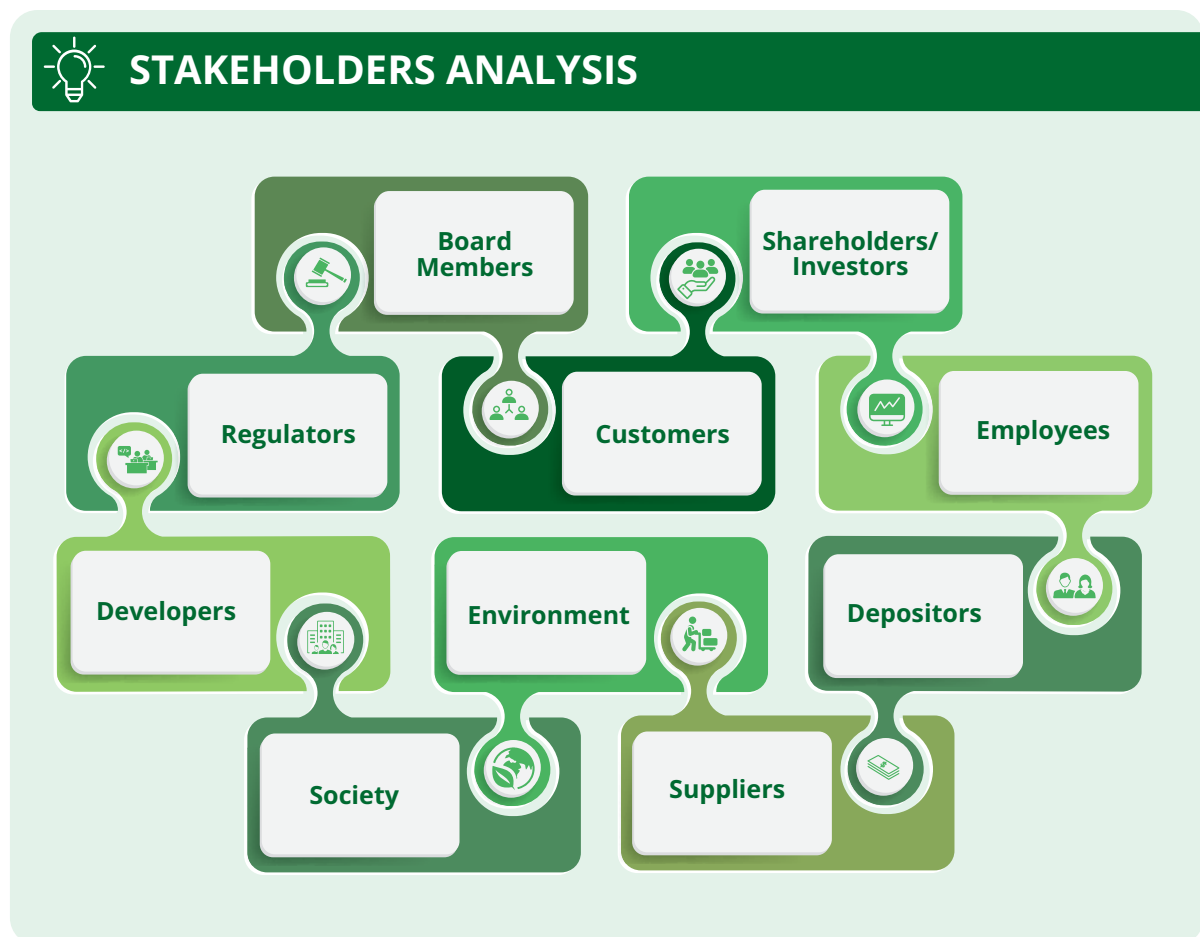 STAKEHOLDERS ANALYSIS
Board
Members
Shareholders/
Investors
Regulators
Customers
Employees
Developers
Environment
Depositors
Society
Suppliers